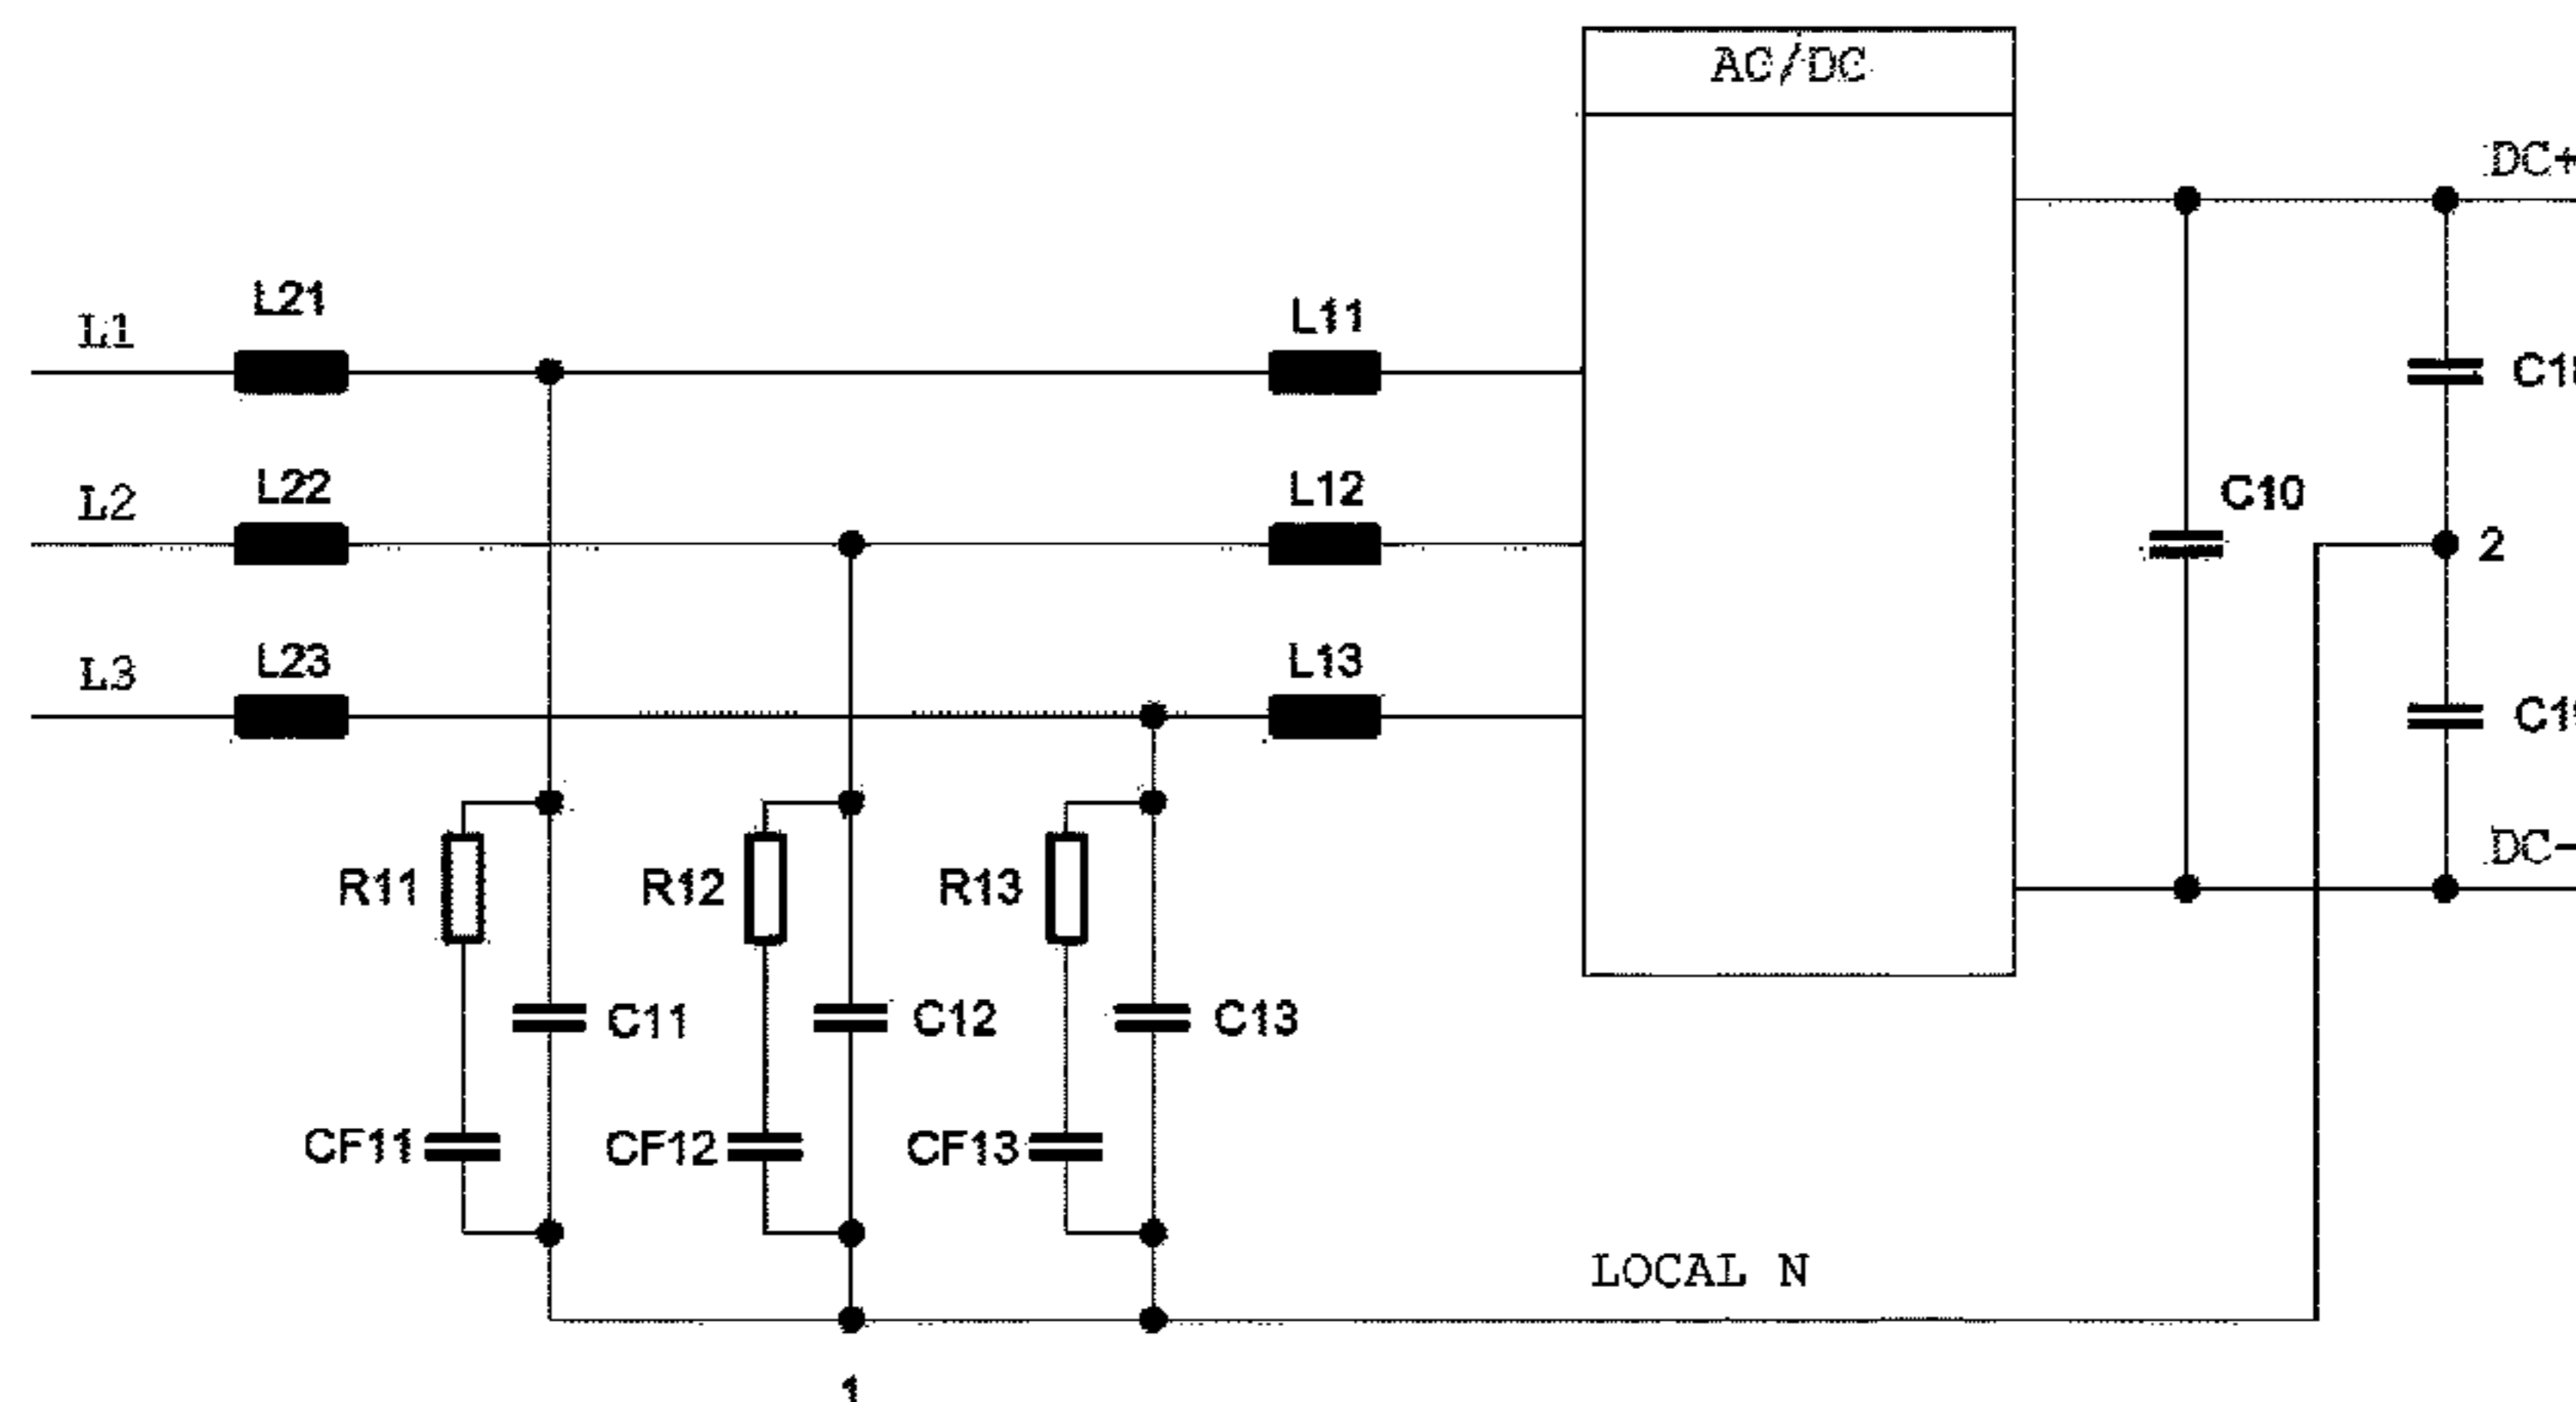 AC/DC
DC+
L21
L1
L11
L22
L2
L12
C10
2
L23
L3
L13
DC-
R11
R12
R13
C11
C12
C13
CF11
CF12
CF13
LOCAL N
1